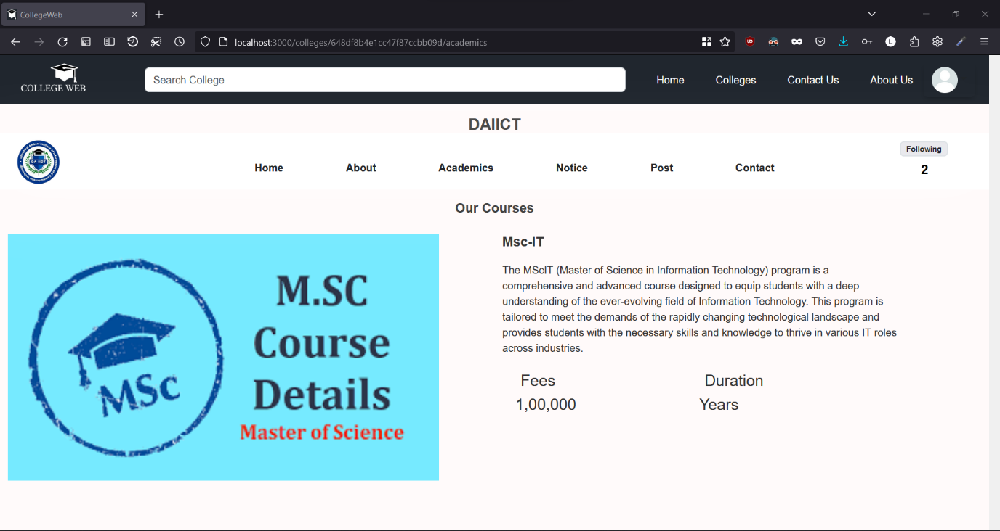 CollegeWeb
localhost:3000/colleges/648df8b4e1cc47f87ccbb09d/academics
COLLEGE WEB
Search College
Home
Colleges
Contact Us
About Us
DAIICT
DA-IICT
Home
About
Academics
Notice
Post
Contact
Following
2
Our Courses
MSc
M.SC
Course
Details
Master of Science
Msc-IT
The MScIT (Master of Science in Information Technology) program is a
comprehensive and advanced course designed to equip students with a deep
understanding of the ever-evolving field of Information Technology. This program is
tailored to meet the demands of the rapidly changing technological landscape and
provides students with the necessary skills and knowledge to thrive in various IT roles
across industries.
Fees
Duration
1,00,000
Years